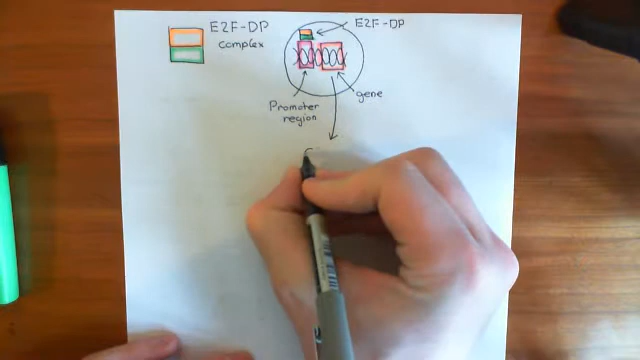 E2F-DP
complex
E2F-DP
gene
Promoter
region